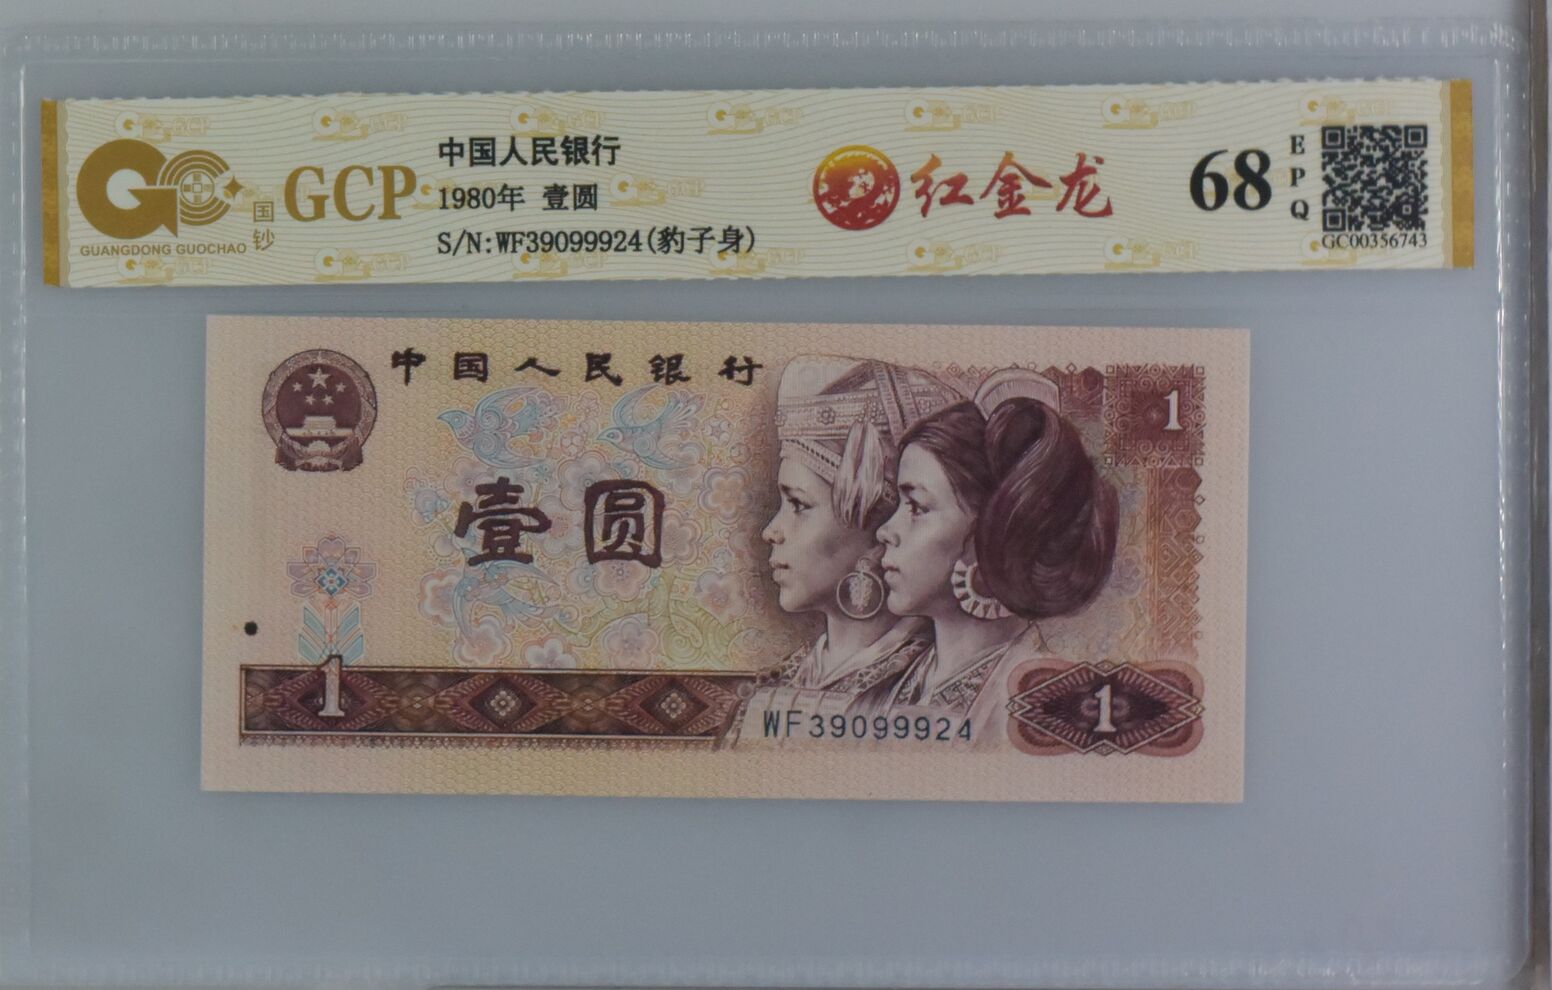 GCP
国钞
GUANGDONG GUOCHAO
中国人民银行
1980年 壹圆
S/N:WF39099924(豹子身)
红金龙
68
EPQ
GC00356743
中国人民银行
壹圆
1
1
WF39099924
1